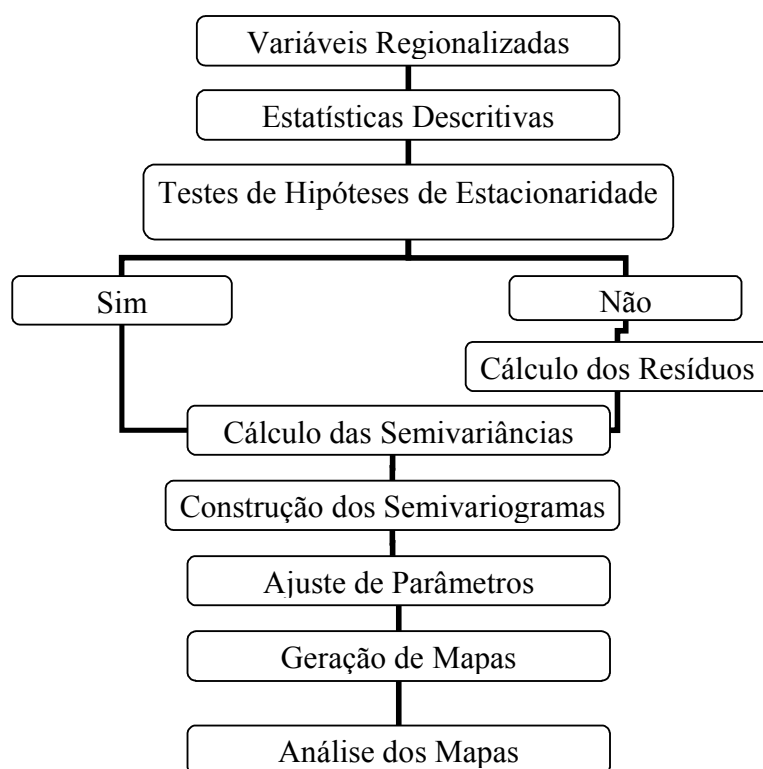 Variáveis Regionalizadas
Estatísticas Descritivas
Testes de Hipóteses de Estacionaridade
Sim
Não
Cálculo dos Resíduos
Cálculo das Semivariâncias
Construção dos Semivariogramas
Ajuste de Parâmetros
Geração de Mapas
Análise dos Mapas